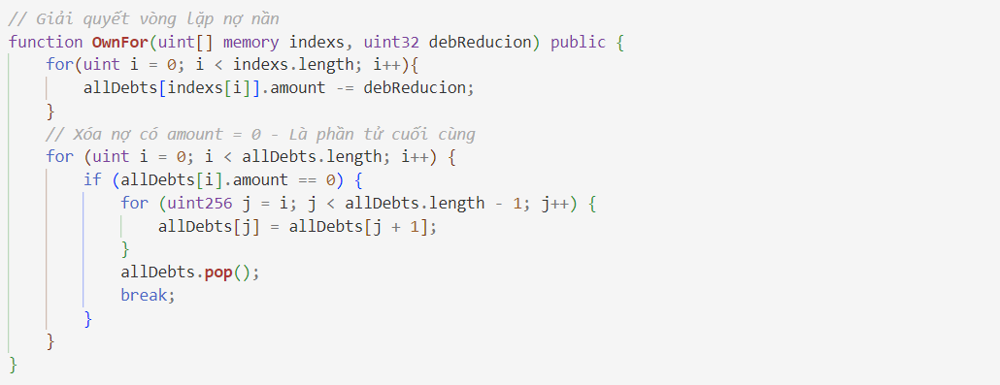 // Giải quyết vòng lặp nợ nần
function OwnFor(uint[] memory indexs, uint32 debReducion) public {
    for(uint i = 0; i < indexs.length; i++){
        allDebts[indexs[i]].amount -= debReducion;
    }
    // Xóa nợ có amount = 0 - Là phần tử cuối cùng
    for (uint i = 0; i < allDebts.length; i++) {
        if (allDebts[i].amount == 0) {
            for (uint256 j = i; j < allDebts.length - 1; j++) {
                allDebts[j] = allDebts[j + 1];
            }
            allDebts.pop();
            break;
        }
    }
}